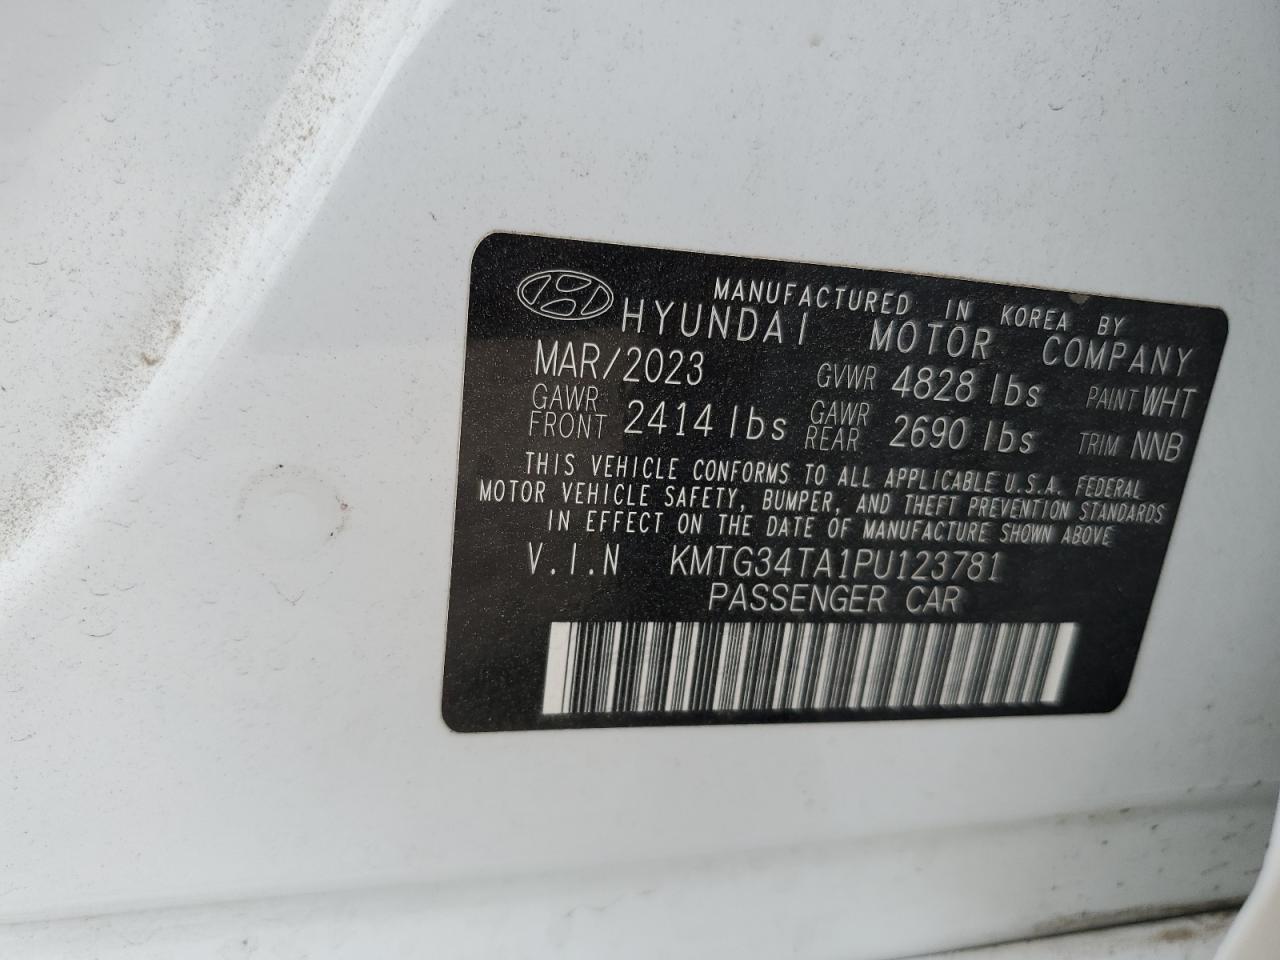 MANUFACTURED IN KOREA BY
HYUNDAI MOTOR COMPANY
MAR/2023 GVWR 4828 lbs PAINT WHT
GAWR FRONT 2414 lbs GAWR REAR 2690 lbs TRIM NNB
THIS VEHICLE CONFORMS TO ALL APPLICABLE U.S.A. FEDERAL
MOTOR VEHICLE SAFETY, BUMPER, AND THEFT PREVENTION STANDARDS
IN EFFECT ON THE DATE OF MANUFACTURE SHOWN ABOVE
V.I.N KMTG34TA1PU123781
PASSENGER CAR